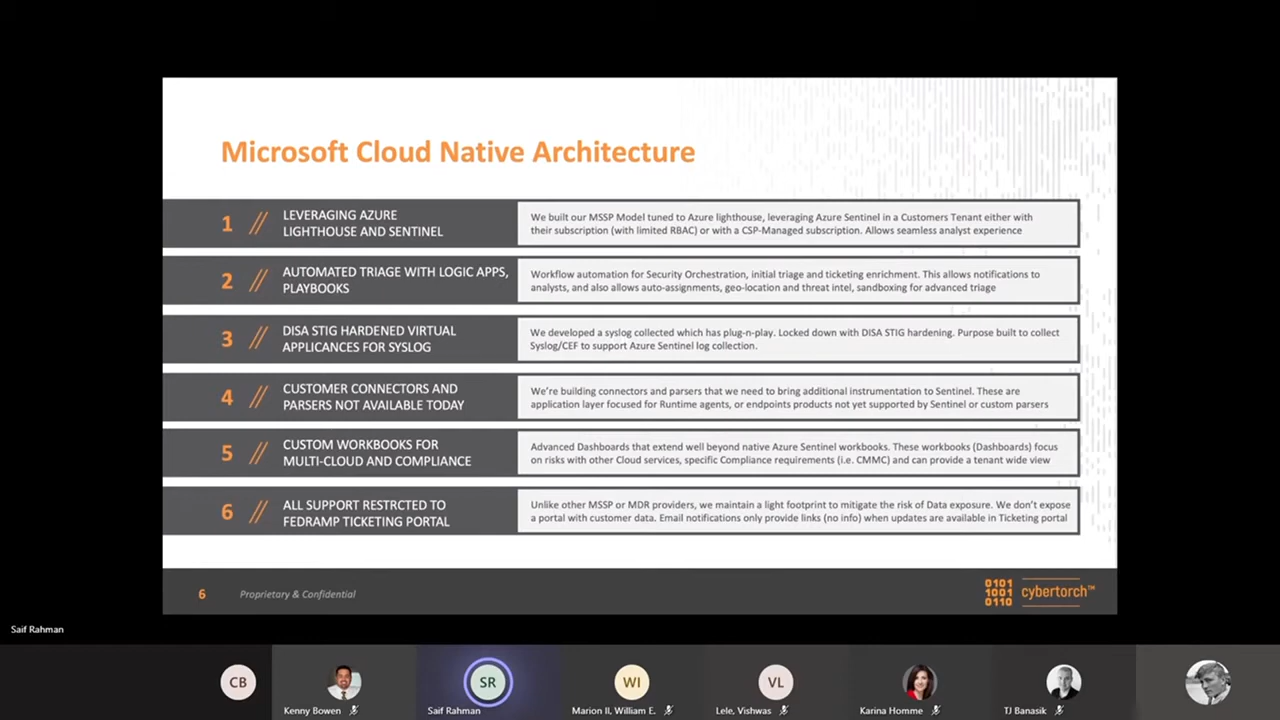 Microsoft Cloud Native Architecture
1 // LEVERAGING AZURE
LIGHTHOUSE AND SENTINEL
We built our MSSP Model tuned to Azure lighthouse, leveraging Azure Sentinel in a Customers Tenant either with
their subscription (with limited RBAC) or with a CSP-Managed subscription. Allows seamless analyst experience
2 // AUTOMATED TRIAGE WITH LOGIC APPS,
PLAYBOOKS
Workflow automation for Security Orchestration, initial triage and ticketing enrichment. This allows notifications to
analysts, and also allows auto-assignments, geo-location and threat intel, sandboxing for advanced triage
3 // DISA STIG HARDENED VIRTUAL
APPLICANCES FOR SYSLOG
We developed a syslog collected which has plug-n-play. Locked down with DISA STIG hardening. Purpose built to collect
Syslog/CEF to support Azure Sentinel log collection.
4 // CUSTOMER CONNECTORS AND
PARSERS NOT AVAILABLE TODAY
We're building connectors and parsers that we need to bring additional instrumentation to Sentinel. These are
application layer focused for Runtime agents, or endpoints products not yet supported by Sentinel or custom parsers
5 // CUSTOM WORKBOOKS FOR
MULTI-CLOUD AND COMPLIANCE
Advanced Dashboards that extend well beyond native Azure Sentinel workbooks. These workbooks (Dashboards) focus
on risks with other Cloud services, specific Compliance requirements (i.e. CMMC) and can provide a tenant wide view
6 // ALL SUPPORT RESTRCTED TO
FEDRAMP TICKETING PORTAL
Unlike other MSSP or MDR providers, we maintain a light footprint to mitigate the risk of Data exposure. We don't expose
a portal with customer data. Email notifications only provide links (no info) when updates are available in Ticketing portal
6 Proprietary & Confidential
0101
1001
0110
cybertorch™
Saif Rahman
CB
SR
WI
VL
Kenny Bowen
Saif Rahman
Marion II, William E.
Lele, Vishwas
Karina Homme
TJ Banasik